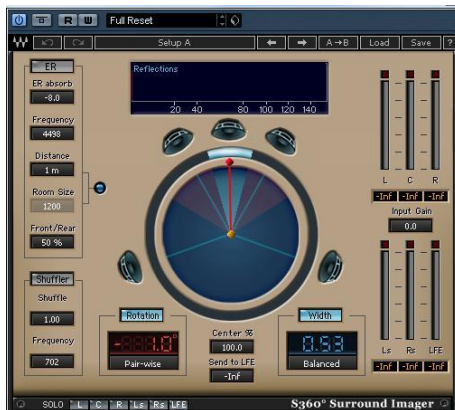 R W Full Reset
Setup A A→B Load Save ?
ER
ER absorb
-8.0
Frequency
4498
Distance
1 m
Room Size
1200
Front/Rear
50 %
Reflections
20 40 80 100 120 140
L C R
-Inf -Inf -Inf
Input Gain
0.0
Shuffler
Shuffle
1.00
Frequency
702
Rotation
-1.0°
Pair-wise
Center %
100.0
Send to LFE
-Inf
Width
0.53
Balanced
Ls Rs LFE
-Inf -Inf -Inf
SOLO L C R Ls Rs LFE
S360° Surround Imager